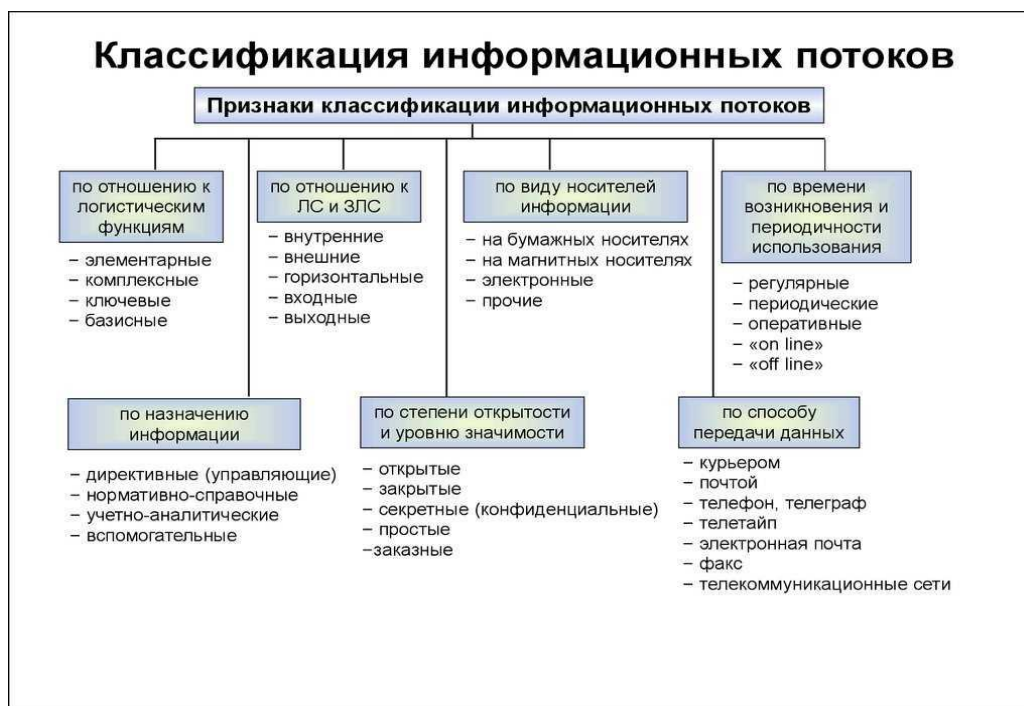 Классификация информационных потоков
Признаки классификации информационных потоков
по отношению к
логистическим
функциям
– элементарные
– комплексные
– ключевые
– базисные
по отношению к
ЛС и ЗЛС
– внутренние
– внешние
– горизонтальные
– входные
– выходные
по виду носителей
информации
– на бумажных носителях
– на магнитных носителях
– электронные
– прочие
по времени
возникновения и
периодичности
использования
– регулярные
– периодические
– оперативные
– «on line»
– «off line»
по назначению
информации
– директивные (управляющие)
– нормативно-справочные
– учетно-аналитические
– вспомогательные
по степени открытости
и уровню значимости
– открытые
– закрытые
– секретные (конфиденциальные)
– простые
–заказные
по способу
передачи данных
– курьером
– почтой
– телефон, телеграф
– телетайп
– электронная почта
– факс
– телекоммуникационные сети